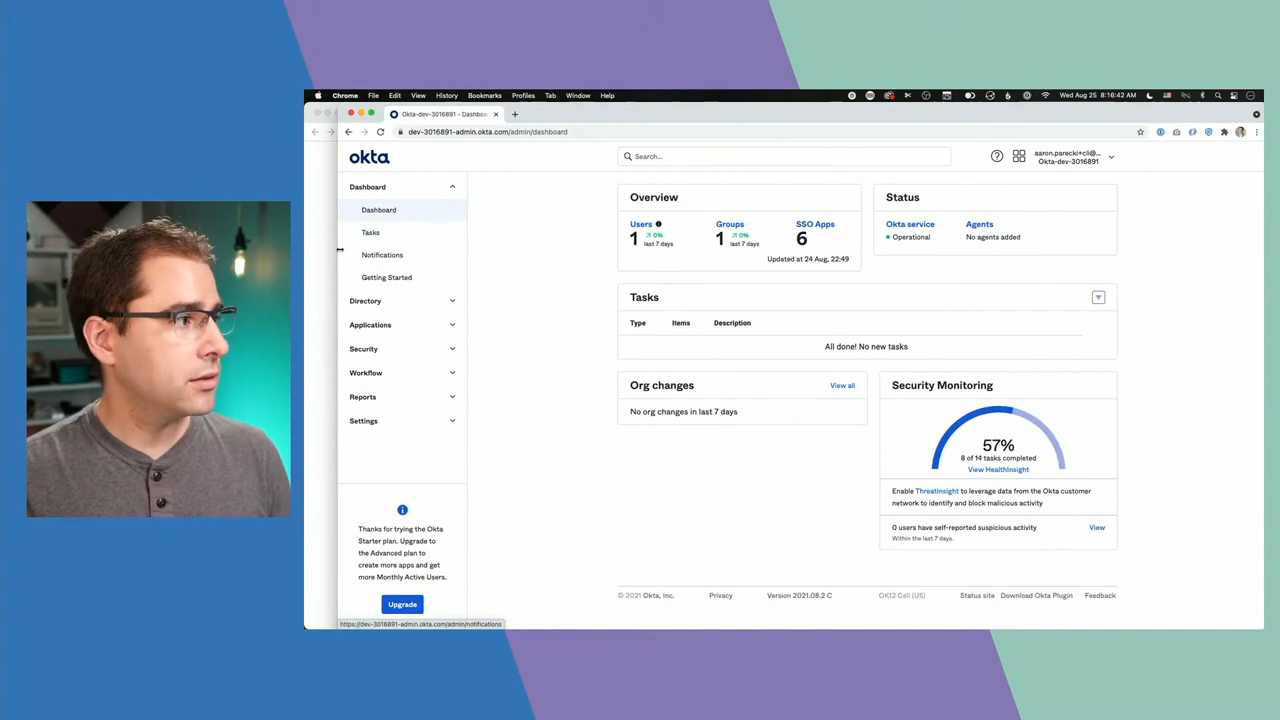 Chrome File Edit View History Bookmarks Profiles Tab Window Help
Wed Aug 25 8:16:42 AM
Okta-dev-3016891 - Dashboa
dev-3016891-admin.okta.com/admin/dashboard
okta
Search...
aaron.parecki+cli@...
Okta-dev-3016891
Dashboard
Dashboard
Tasks
Notifications
Getting Started
Directory
Applications
Security
Workflow
Reports
Settings
Thanks for trying the Okta
Starter plan. Upgrade to
the Advanced plan to
create more apps and get
more Monthly Active Users.
Upgrade
https://dev-3016891-admin.okta.com/admin/notifications
Overview
Users Groups SSO Apps
1 0% 1 0% 6
last 7 days last 7 days
Updated at 24 Aug, 22:49
Status
Okta service Agents
Operational No agents added
Tasks
Type Items Description
All done! No new tasks
Org changes View all
No org changes in last 7 days
Security Monitoring
57%
8 of 14 tasks completed
View HealthInsight
Enable ThreatInsight to leverage data from the Okta customer
network to identify and block malicious activity
0 users have self-reported suspicious activity View
Within the last 7 days.
© 2021 Okta, Inc. Privacy Version 2021.08.2 C OK12 Cell (US) Status site Download Okta Plugin Feedback